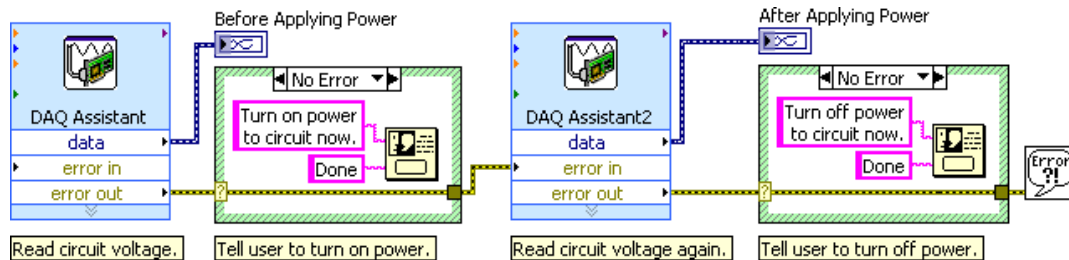 Before Applying Power
After Applying Power
No Error
No Error
DAQ Assistant
Turn on power
to circuit now.
DAQ Assistant2
Turn off power
to circuit now.
data
Done
data
Done
error in
error in
Error
?!
error out
?
error out
?
Read circuit voltage.
Tell user to turn on power.
Read circuit voltage again.
Tell user to turn off power.